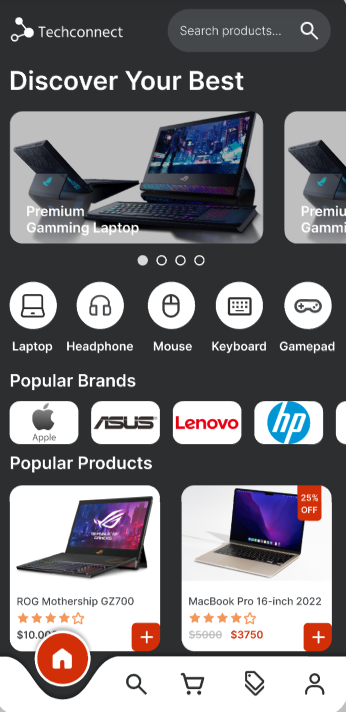 Techconnect
Search products...
Discover Your Best
Premium
Gamming Laptop
Premiu
Gammi
Laptop
Headphone
Mouse
Keyboard
Gamepad
Popular Brands
Apple
ASUS
Lenovo
hp
Popular Products
25%
OFF
ROG Mothership GZ700
MacBook Pro 16-inch 2022
$10.00
$5000 $3750